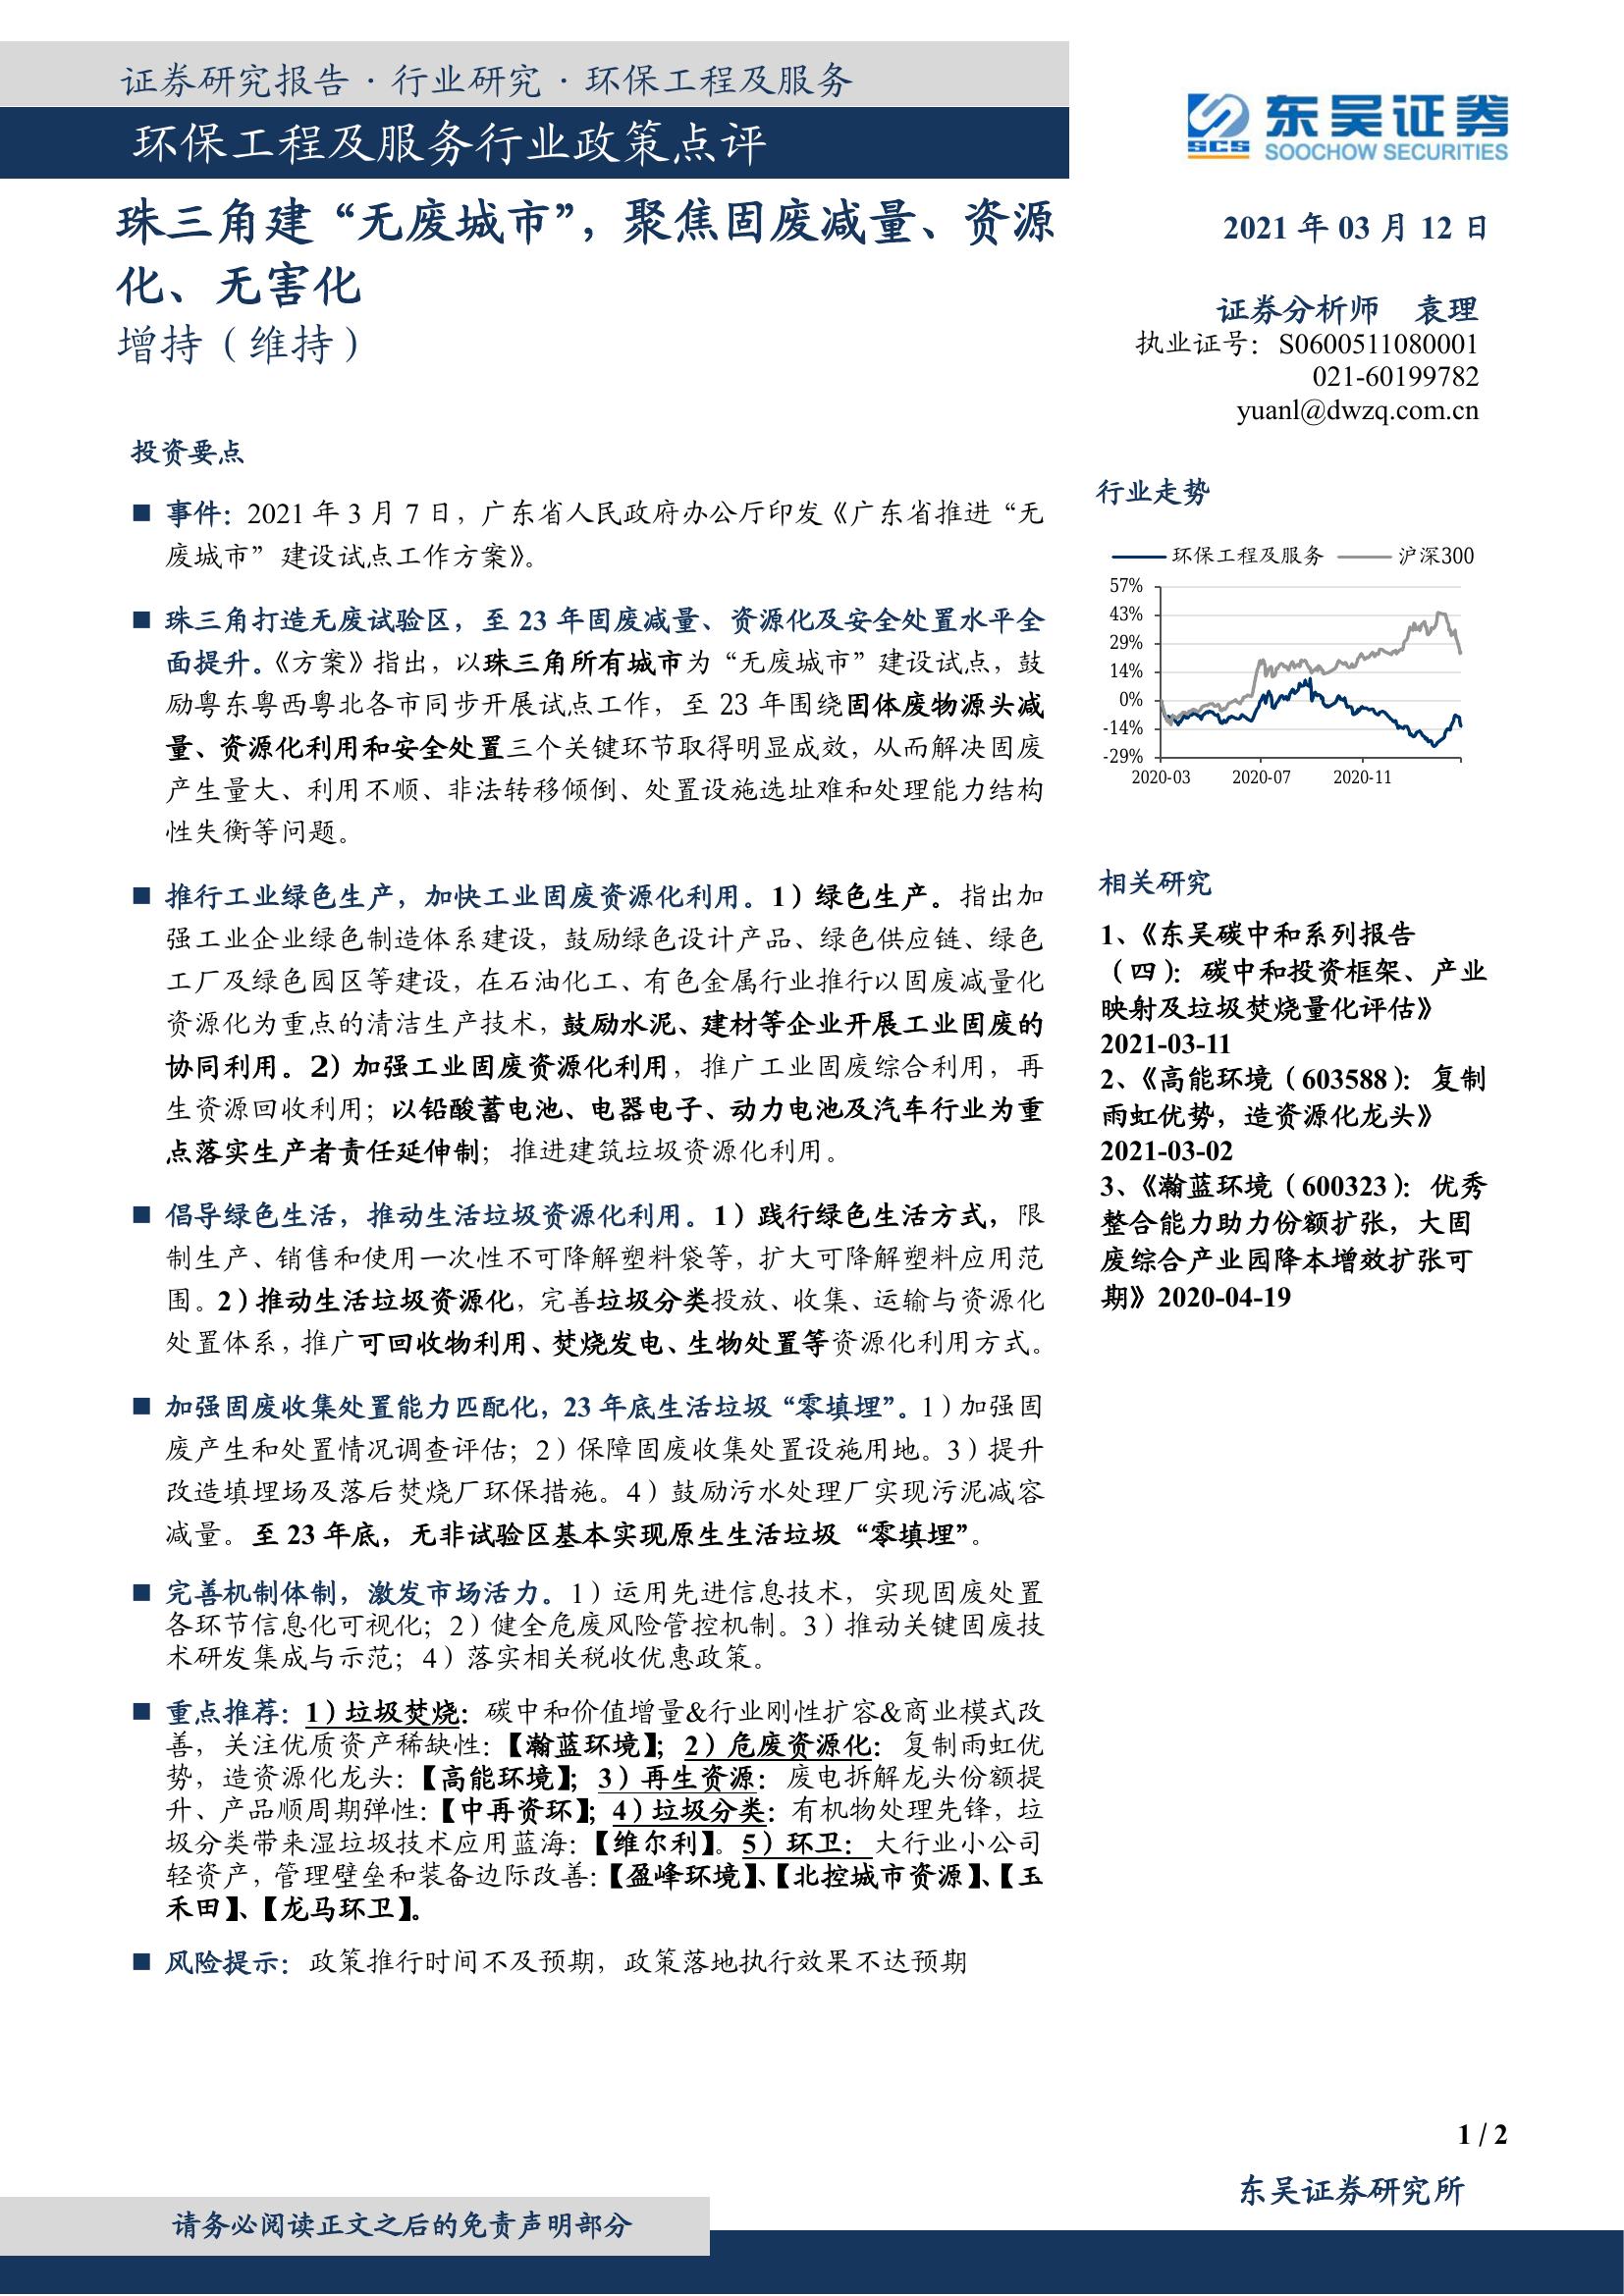 证券研究报告 · 行业研究 · 环保工程及服务
环保工程及服务行业政策点评
东吴证券
SCS
SOOCHOW SECURITIES
珠三角建“无废城市”，聚焦固废减量、资源
化、无害化
增持（维持）
2021 年 03 月 12 日
证券分析师 袁理
执业证号：S0600511080001
021-60199782
yuanl@dwzq.com.cn
投资要点
■ 事件：2021 年 3 月 7 日，广东省人民政府办公厅印发《广东省推进“无
废城市”建设试点工作方案》。
■ 珠三角打造无废试验区，至 23 年固废减量、资源化及安全处置水平全
面提升。《方案》指出，以珠三角所有城市为“无废城市”建设试点，鼓
励粤东粤西粤北各市同步开展试点工作，至 23 年围绕固体废物源头减
量、资源化利用和安全处置三个关键环节取得明显成效，从而解决固废
产生量大、利用不顺、非法转移倾倒、处置设施选址难和处理能力结构
性失衡等问题。
■ 推行工业绿色生产，加快工业固废资源化利用。1）绿色生产。指出加
强工业企业绿色制造体系建设，鼓励绿色设计产品、绿色供应链、绿色
工厂及绿色园区等建设，在石油化工、有色金属行业推行以固废减量化
资源化为重点的清洁生产技术，鼓励水泥、建材等企业开展工业固废的
协同利用。2）加强工业固废资源化利用，推广工业固废综合利用，再
生资源回收利用；以铅酸蓄电池、电器电子、动力电池及汽车行业为重
点落实生产者责任延伸制；推进建筑垃圾资源化利用。
■ 倡导绿色生活，推动生活垃圾资源化利用。1）践行绿色生活方式，限
制生产、销售和使用一次性不可降解塑料袋等，扩大可降解塑料应用范
围。2）推动生活垃圾资源化，完善垃圾分类投放、收集、运输与资源化
处置体系，推广可回收物利用、焚烧发电、生物处置等资源化利用方式。
■ 加强固废收集处置能力匹配化，23 年底生活垃圾“零填埋”。1）加强固
废产生和处置情况调查评估；2）保障固废收集处置设施用地。3）提升
改造填埋场及落后焚烧厂环保措施。4）鼓励污水处理厂实现污泥减容
减量。至 23 年底，无非试验区基本实现原生生活垃圾“零填埋”。
■ 完善机制体制，激发市场活力。1）运用先进信息技术，实现固废处置
各环节信息化可视化；2）健全危废风险管控机制。3）推动关键固废技
术研发集成与示范；4）落实相关税收优惠政策。
■ 重点推荐：1）垃圾焚烧：碳中和价值增量&行业刚性扩容&商业模式改
善，关注优质资产稀缺性：【瀚蓝环境】；2）危废资源化：复制雨虹优
势，造资源化龙头：【高能环境】；3）再生资源：废电拆解龙头份额提
升、产品顺周期弹性：【中再资环】；4）垃圾分类：有机物处理先锋，垃
圾分类带来湿垃圾技术应用蓝海：【维尔利】。5）环卫：大行业小公司
轻资产，管理壁垒和装备边际改善：【盈峰环境】、【北控城市资源】、【玉
禾田】、【龙马环卫】。
■ 风险提示：政策推行时间不及预期，政策落地执行效果不达预期
行业走势
环保工程及服务 沪深300
57%
43%
29%
14%
0%
-14%
-29%
2020-03 2020-07 2020-11
相关研究
1、《东吴碳中和系列报告
（四）：碳中和投资框架、产业
映射及垃圾焚烧量化评估》
2021-03-11
2、《高能环境（603588）：复制
雨虹优势，造资源化龙头》
2021-03-02
3、《瀚蓝环境（600323）：优秀
整合能力助力份额扩张，大固
废综合产业园降本增效扩张可
期》2020-04-19
1 / 2
东吴证券研究所
请务必阅读正文之后的免责声明部分